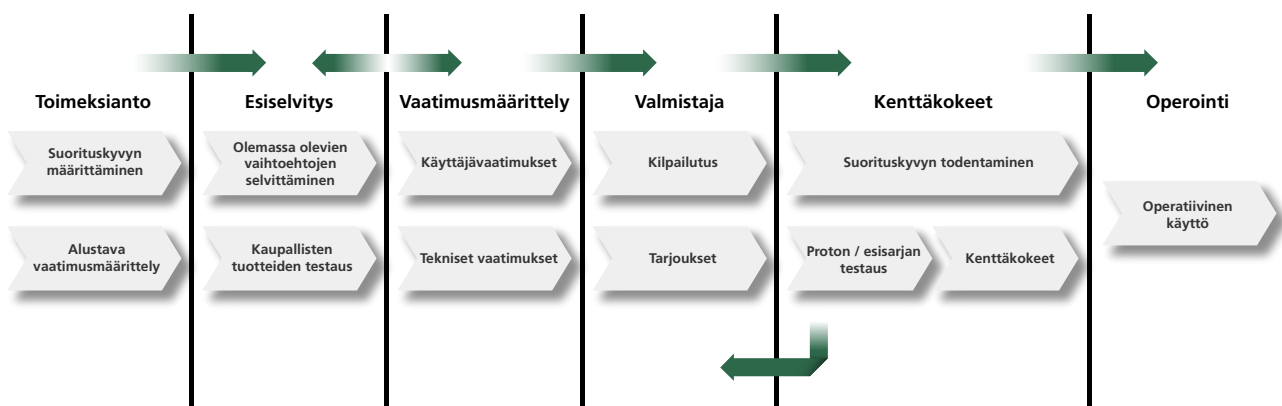 Toimeksianto
Suorituskyvyn
määrittäminen
Alustava
vaatimusmäärittely
Esiselvitys
Olemassa olevien
vaihtoehtojen
selvittäminen
Kaupallisten
tuotteiden testaus
Vaatimusmäärittely
Käyttäjävaatimukset
Tekniset vaatimukset
Valmistaja
Kilpailutus
Tarjoukset
Kenttäkokeet
Suorituskyvyn todentaminen
Proton / esisarjan
testaus
Kenttäkokeet
Operointi
Operatiivinen
käyttö